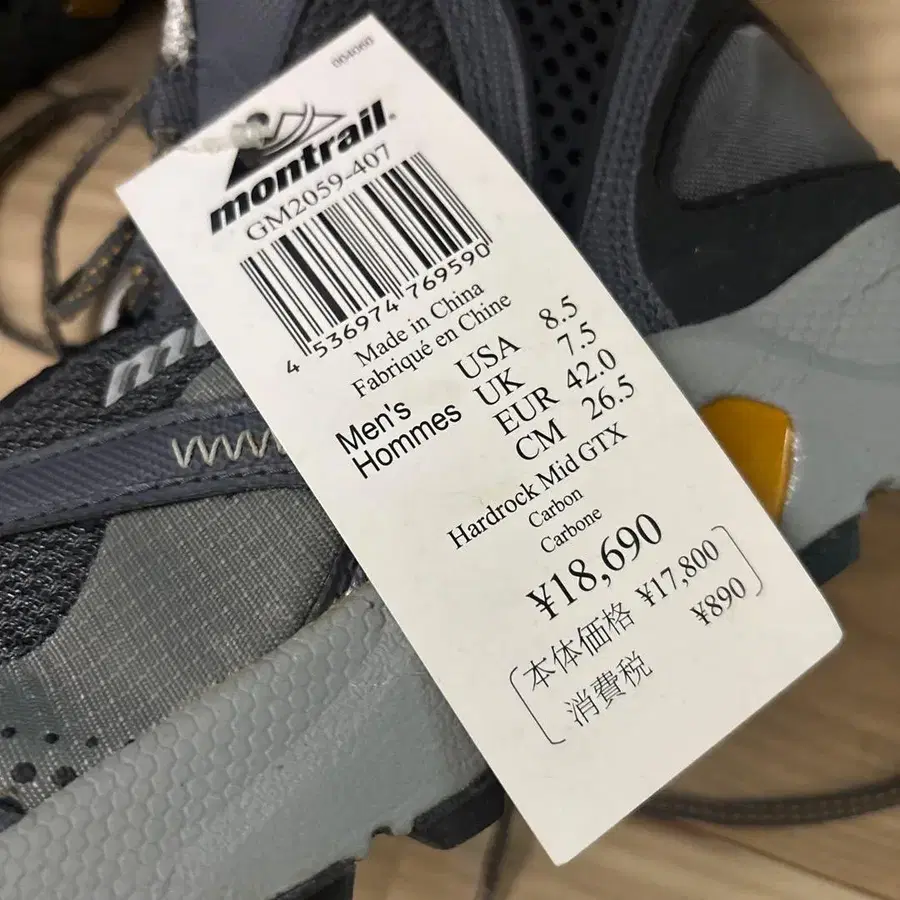 004060
montrail
GM2059-407
4 536974 769590
Made in China
Fabriqué en Chine
Men's
Hommes
USA 8.5
UK 7.5
EUR 42.0
CM 26.5
Hardrock Mid GTX
Carbon
Carbone
¥18,690
本体価格 ¥17,800
消費税 ¥890